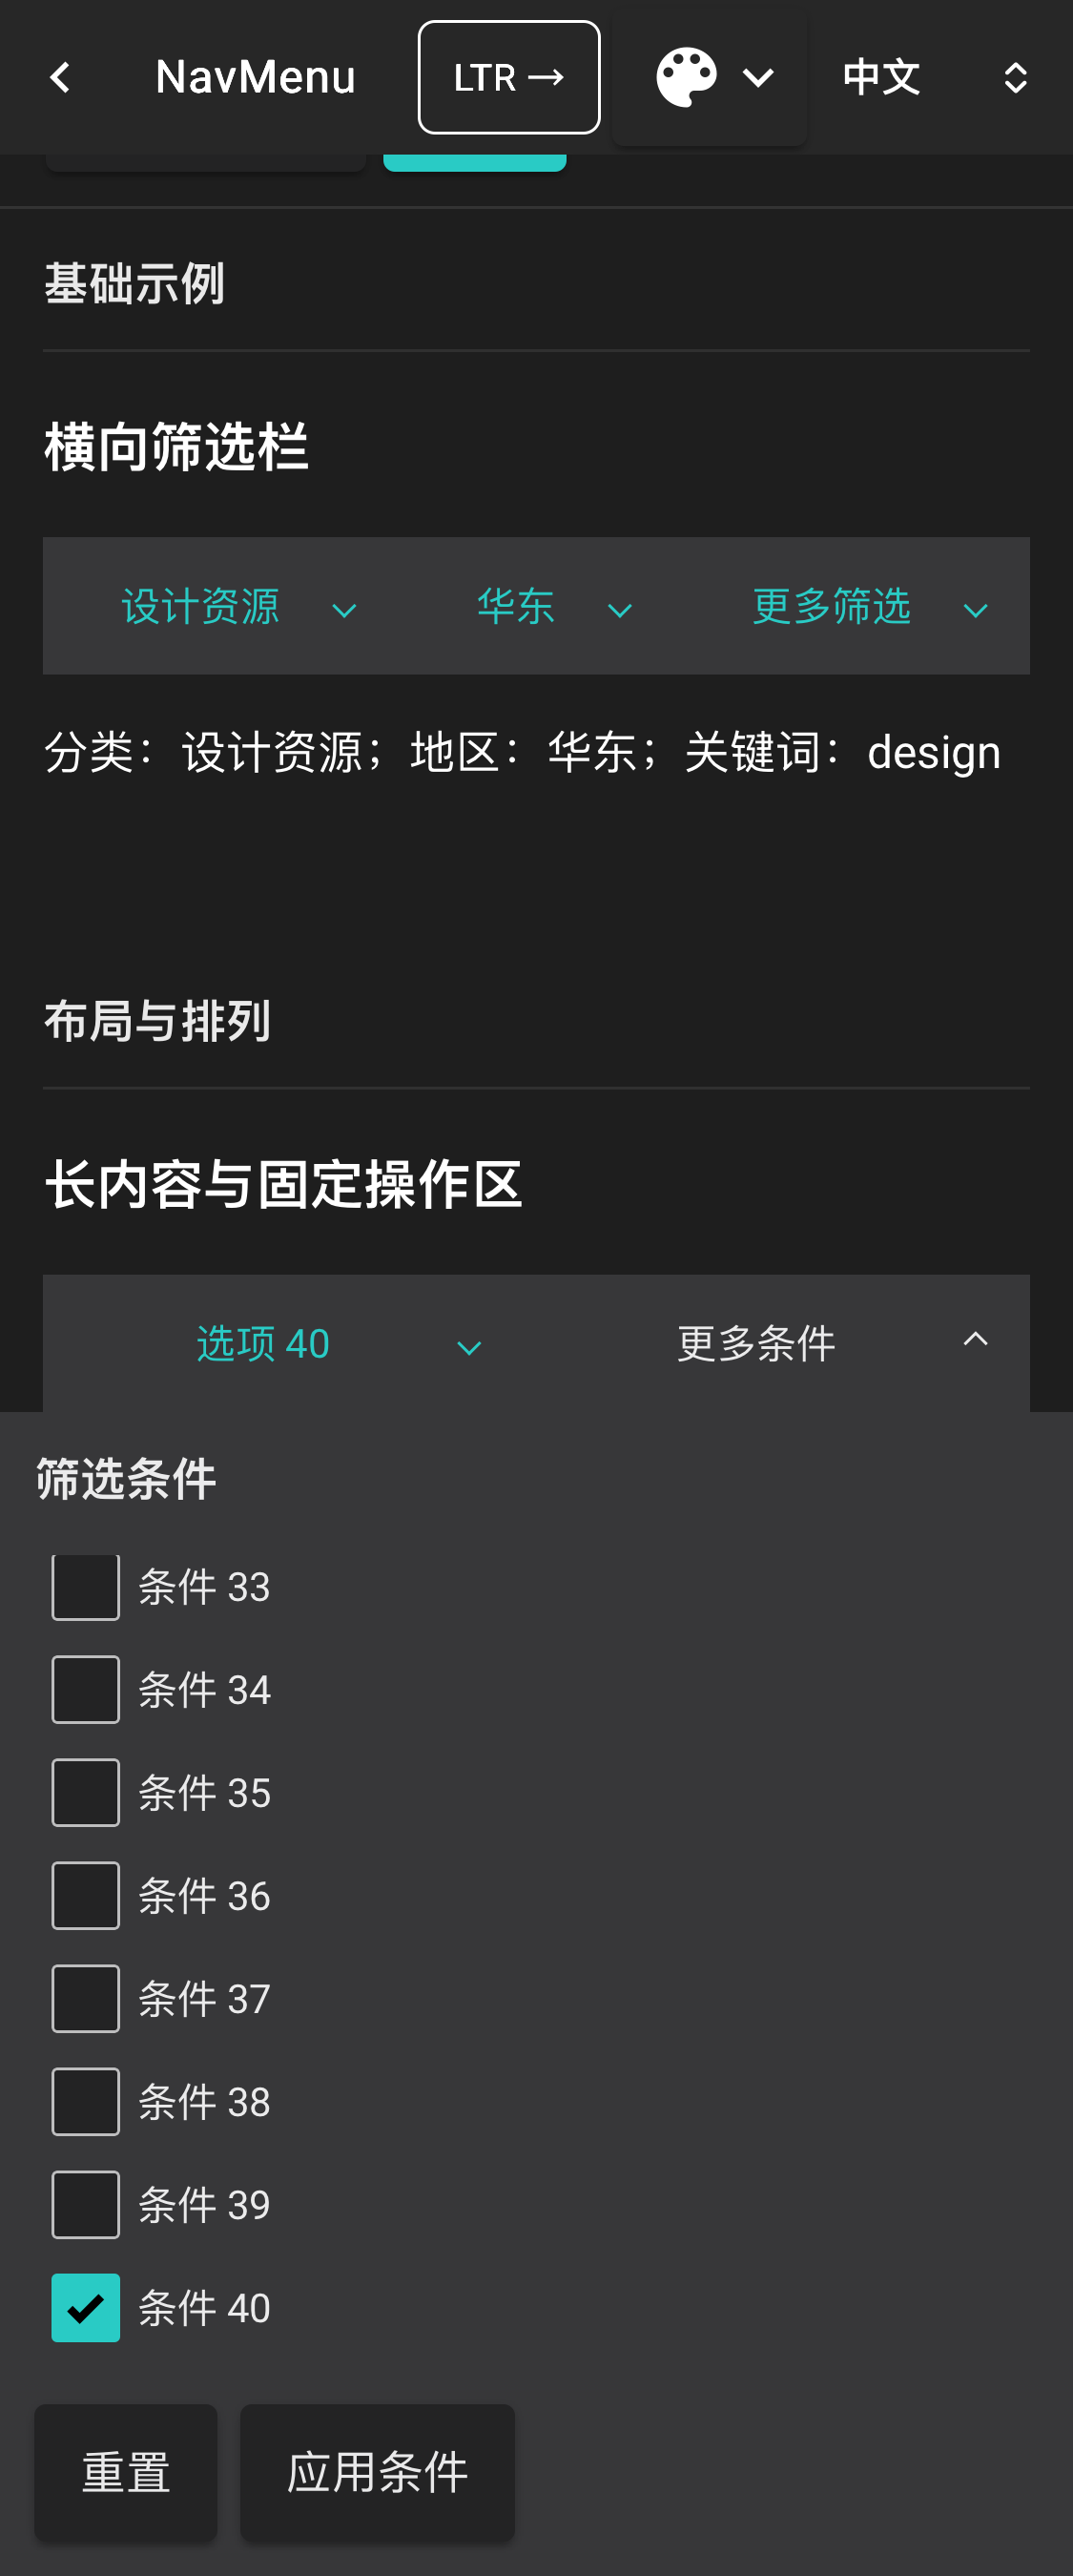 NavMenu LTR → 中文
基础示例
横向筛选栏
设计资源 华东 更多筛选
分类：设计资源；地区：华东；关键词：design
布局与排列
长内容与固定操作区
选项 40 更多条件
筛选条件
条件 33
条件 34
条件 35
条件 36
条件 37
条件 38
条件 39
条件 40
重置 应用条件